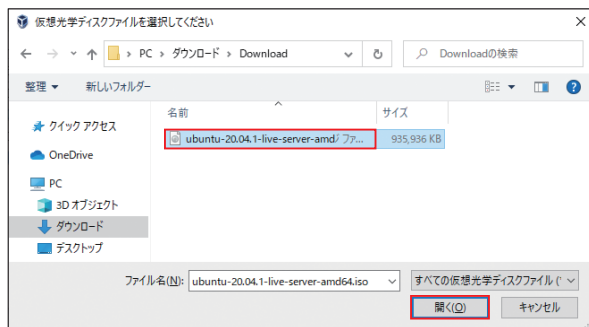 仮想光学ディスクファイルを選択してください
PC › ダウンロード › Download
Downloadの検索
整理
新しいフォルダー
名前
サイズ
クイック アクセス
ubuntu-20.04.1-live-server-amd ファ...
935,936 KB
OneDrive
PC
3D オブジェクト
ダウンロード
デスクトップ
ファイル名(N): ubuntu-20.04.1-live-server-amd64.iso
すべての仮想光学ディスクファイル (
開く(O)
キャンセル